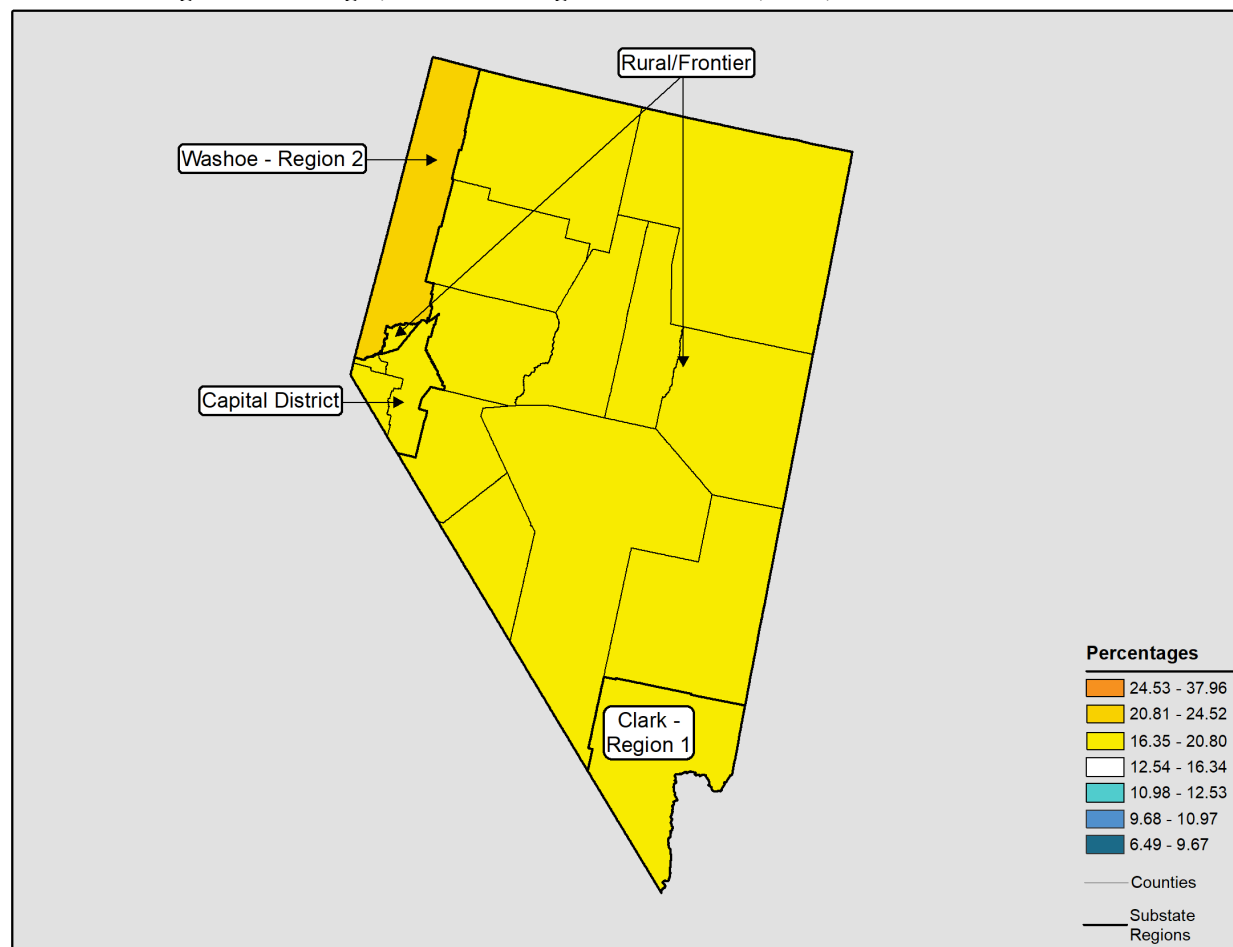 Rural/Frontier
Washoe - Region 2
Capital District
Clark -
Region 1
Percentages
24.53 - 37.96
20.81 - 24.52
16.35 - 20.80
12.54 - 16.34
10.98 - 12.53
9.68 - 10.97
6.49 - 9.67
Counties
Substate
Regions